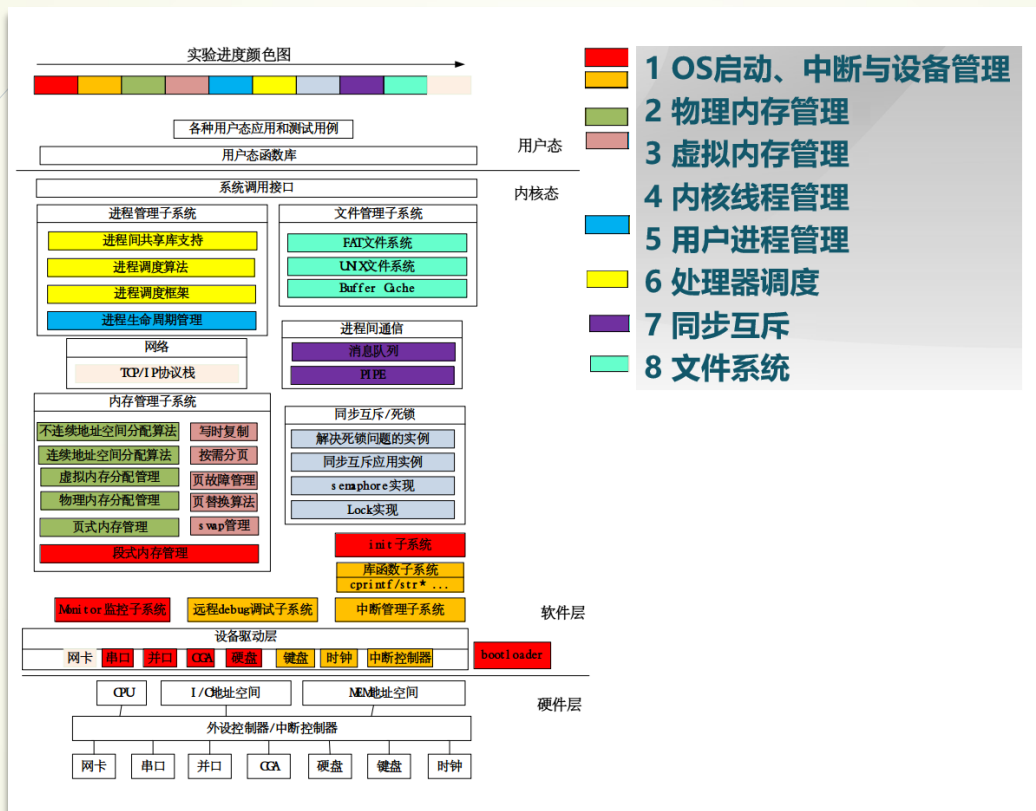 实验进度颜色图
1 OS启动、中断与设备管理
2 物理内存管理
3 虚拟内存管理
4 内核线程管理
5 用户进程管理
6 处理器调度
7 同步互斥
8 文件系统
各种用户态应用和测试用例
用户态函数库
用户态
系统调用接口
内核态
进程管理子系统
进程间共享库支持
进程调度算法
进程调度框架
进程生命周期管理
文件管理子系统
FAT文件系统
UNIX文件系统
Buffer Cache
网络
TCP/IP协议栈
进程间通信
消息队列
PIPE
内存管理子系统
不连续地址空间分配算法
连续地址空间分配算法
虚拟内存分配管理
物理内存分配管理
页式内存管理
写时复制
按需分页
页故障管理
页替换算法
swap管理
段式内存管理
同步互斥/死锁
解决死锁问题的实例
同步互斥应用实例
semaphore实现
Lock实现
init子系统
库函数子系统
cprintf/str* ...
Monitor监控子系统
远程debug调试子系统
中断管理子系统
软件层
设备驱动层
网卡 串口 并口 CGA 硬盘 键盘 时钟 中断控制器
bootloader
CPU
I/O地址空间
MEM地址空间
硬件层
外设控制器/中断控制器
网卡 串口 并口 CGA 硬盘 键盘 时钟